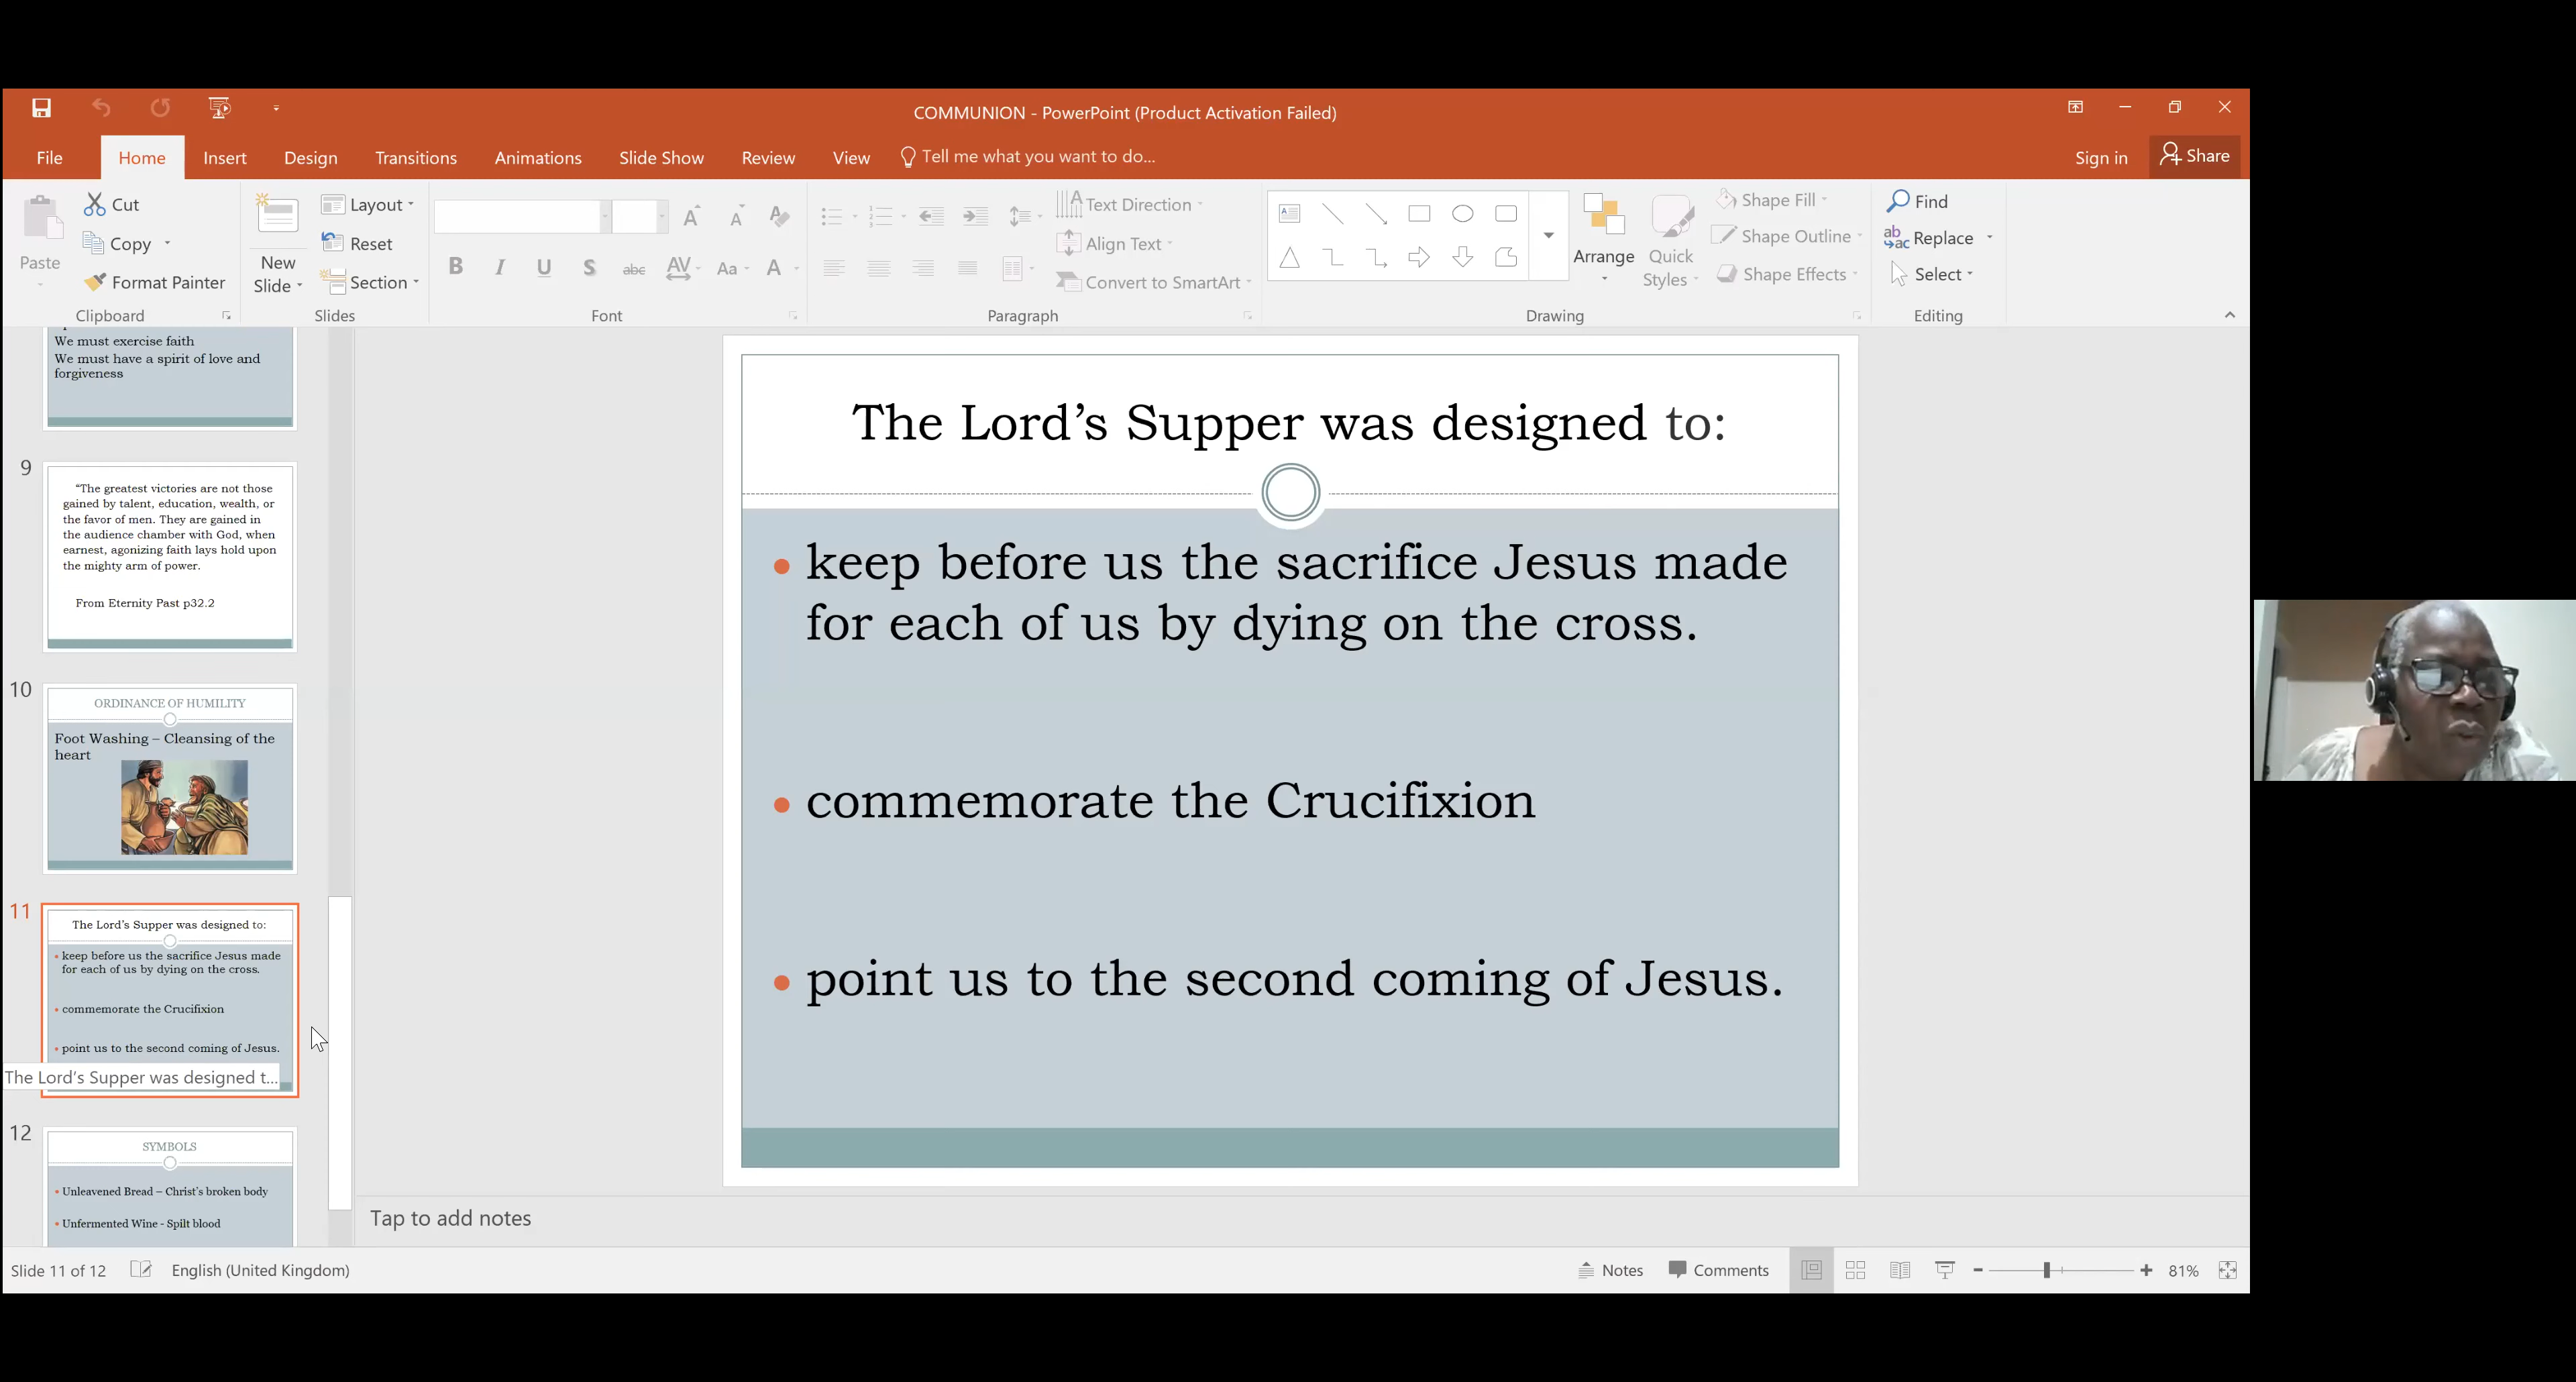 COMMUNION - PowerPoint (Product Activation Failed)
File
Home
Insert
Design
Transitions
Animations
Slide Show
Review
View
Tell me what you want to do...
Sign in
Share
Paste
Cut
Copy
Format Painter
Clipboard
New
Slide
Layout
Reset
Section
Slides
B I U S abc AV Aa A
Font
Text Direction
Align Text
Convert to SmartArt
Paragraph
Arrange
Quick
Styles
Shape Fill
Shape Outline
Shape Effects
Drawing
Find
Replace
Select
Editing
We must exercise faith
We must have a spirit of love and
forgiveness
9
“The greatest victories are not those
gained by talent, education, wealth, or
the favor of men. They are gained in
the audience chamber with God, when
earnest, agonizing faith lays hold upon
the mighty arm of power.
From Eternity Past p32.2
10
ORDINANCE OF HUMILITY
Foot Washing – Cleansing of the
heart
11
The Lord’s Supper was designed to:
• keep before us the sacrifice Jesus made
for each of us by dying on the cross.
• commemorate the Crucifixion
• point us to the second coming of Jesus.
The Lord’s Supper was designed t...
12
SYMBOLS
• Unleavened Bread – Christ’s broken body
• Unfermented Wine - Spilt blood
The Lord’s Supper was designed to:
• keep before us the sacrifice Jesus made
for each of us by dying on the cross.
• commemorate the Crucifixion
• point us to the second coming of Jesus.
Tap to add notes
Slide 11 of 12
English (United Kingdom)
Notes
Comments
81%